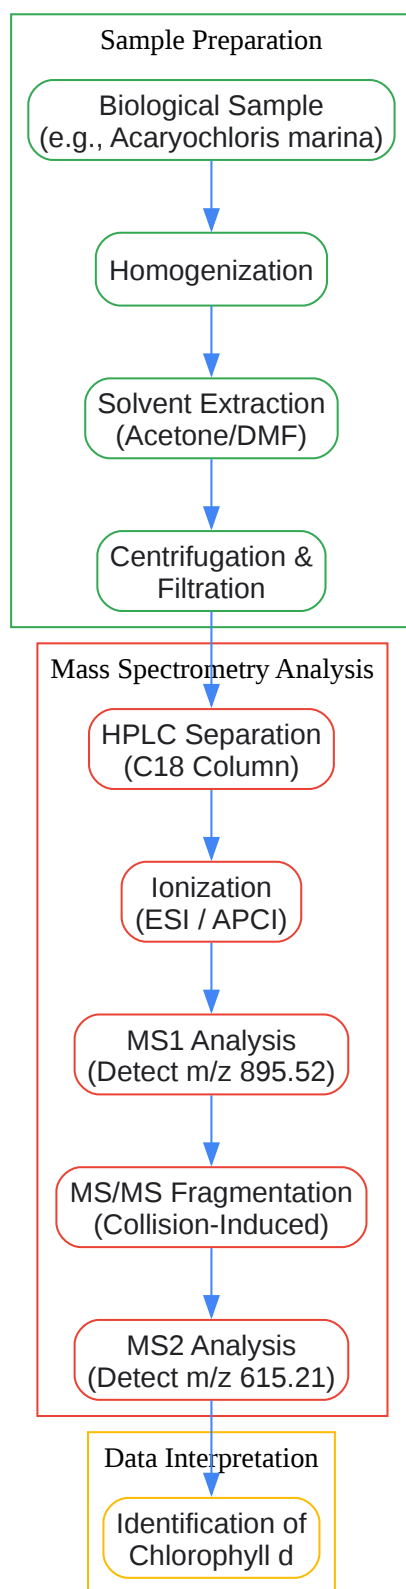 Sample Preparation
Biological Sample
(e.g., Acaryochloris marina)
Homogenization
Solvent Extraction
(Acetone/DMF)
Centrifugation &
Filtration
Mass Spectrometry Analysis
HPLC Separation
(C18 Column)
Ionization
(ESI / APCI)
MS1 Analysis
(Detect m/z 895.52)
MS/MS Fragmentation
(Collision-Induced)
MS2 Analysis
(Detect m/z 615.21)
Data Interpretation
Identification of
Chlorophyll d